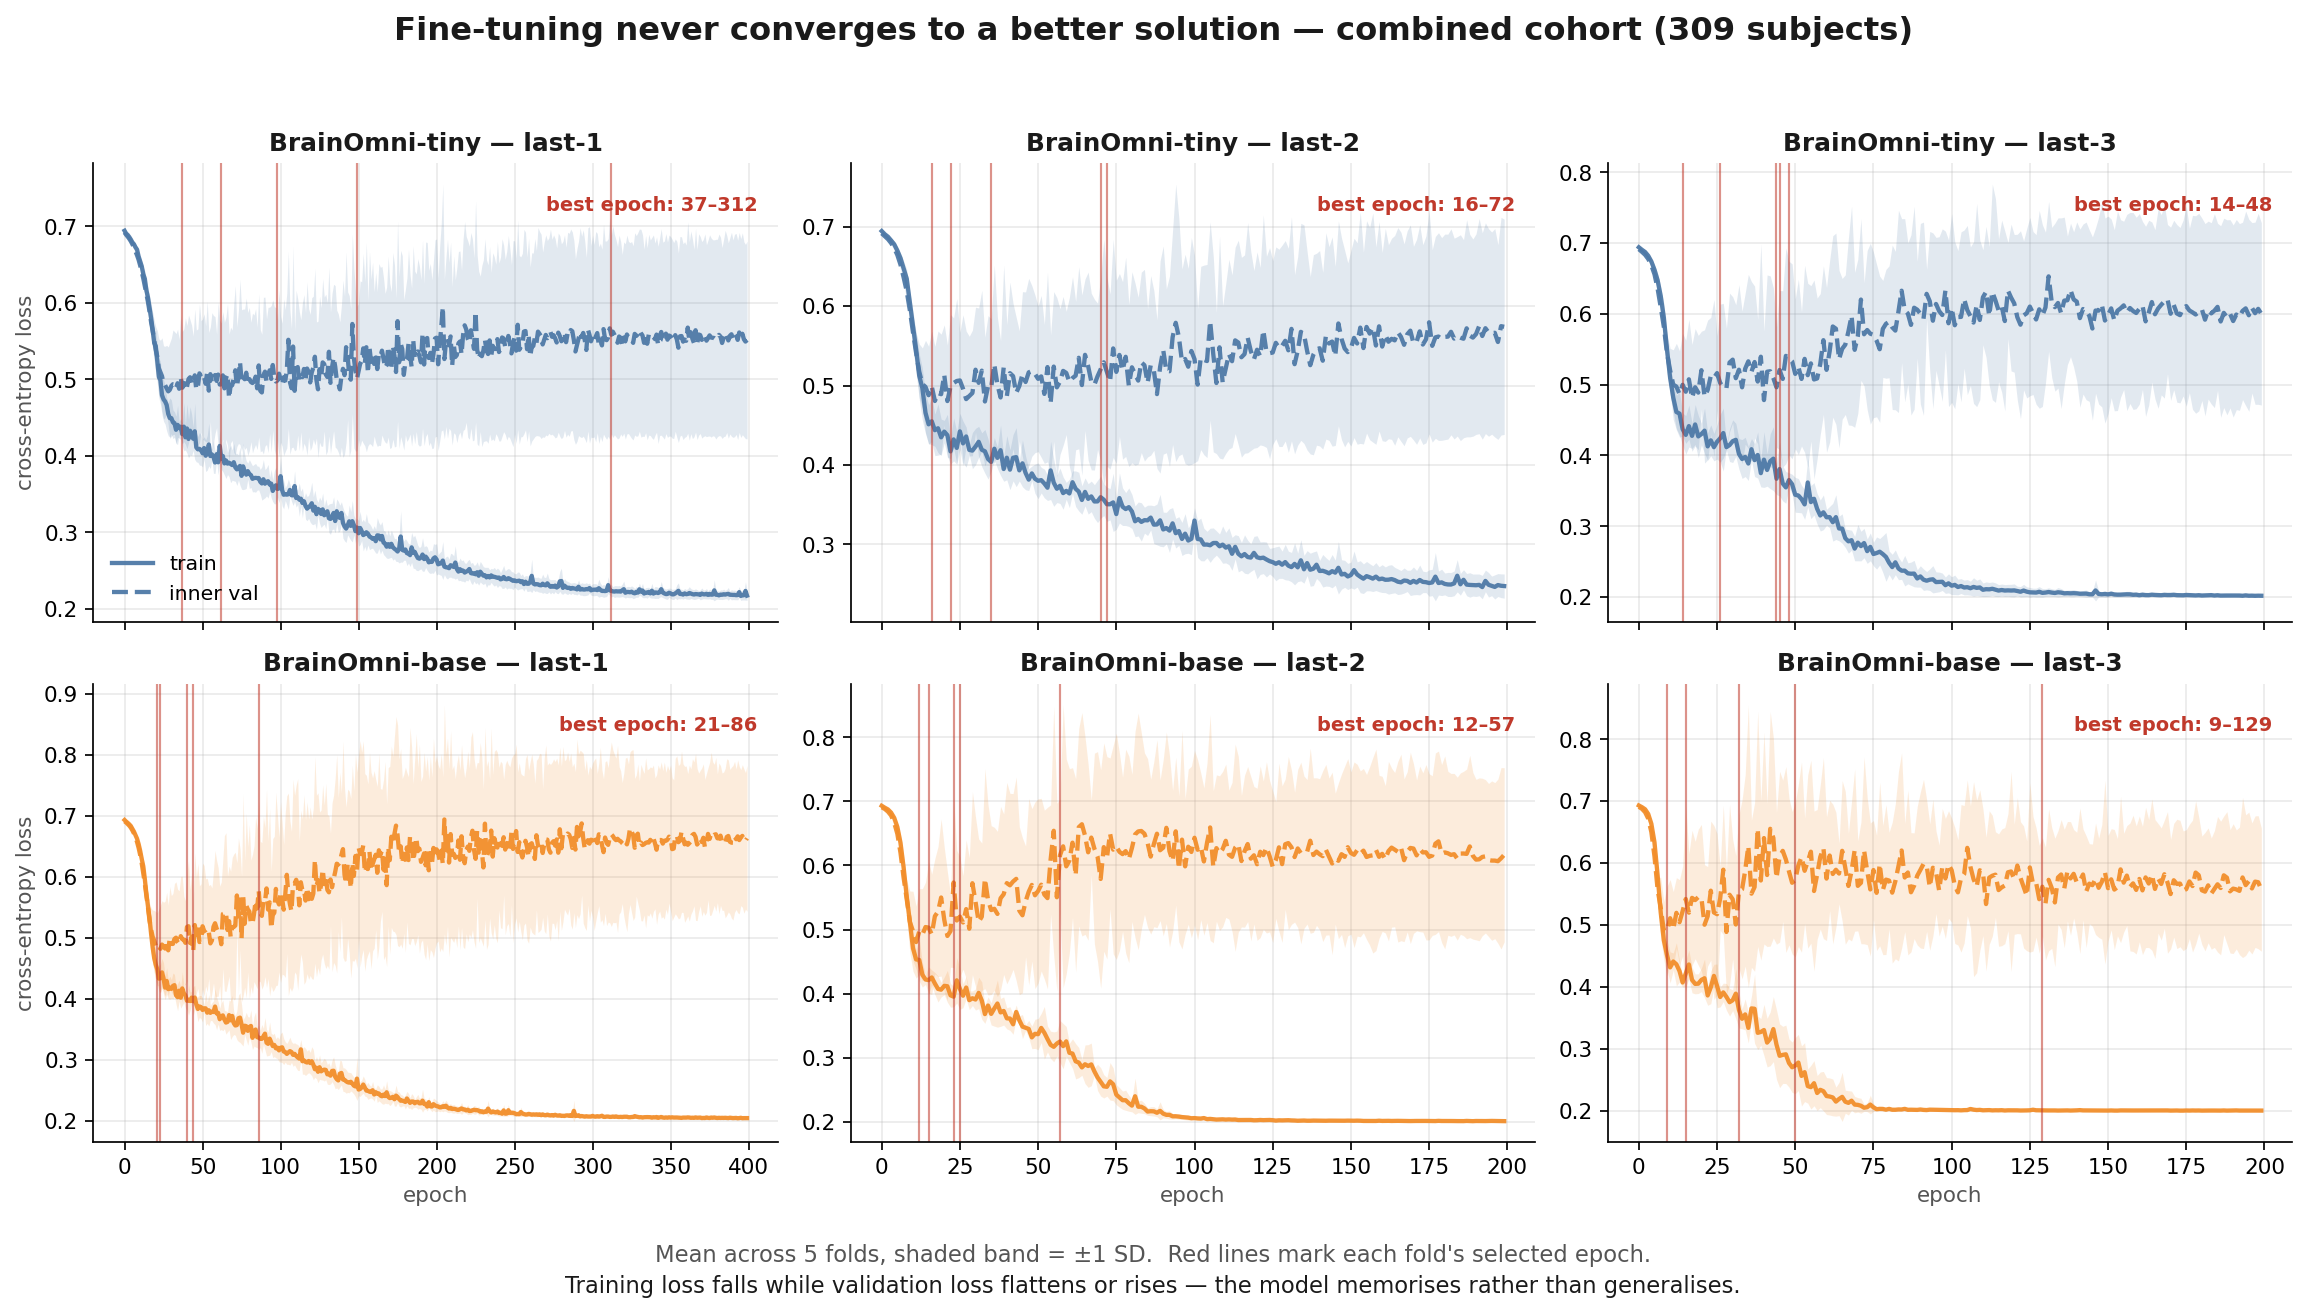 Fine-tuning never converges to a better solution — combined cohort (309 subjects)
BrainOmni-tiny — last-1
BrainOmni-tiny — last-2
BrainOmni-tiny — last-3
cross-entropy loss
0.7
0.6
0.5
0.4
0.3
0.2
best epoch: 37–312
train
inner val
0.7
0.6
0.5
0.4
0.3
best epoch: 16–72
0.8
0.7
0.6
0.5
0.4
0.3
0.2
best epoch: 14–48
BrainOmni-base — last-1
BrainOmni-base — last-2
BrainOmni-base — last-3
cross-entropy loss
0.9
0.8
0.7
0.6
0.5
0.4
0.3
0.2
best epoch: 21–86
0 50 100 150 200 250 300 350 400
epoch
0.8
0.7
0.6
0.5
0.4
0.3
0.2
best epoch: 12–57
0 25 50 75 100 125 150 175 200
epoch
0.8
0.7
0.6
0.5
0.4
0.3
0.2
best epoch: 9–129
0 25 50 75 100 125 150 175 200
epoch
Mean across 5 folds, shaded band = ±1 SD.  Red lines mark each fold's selected epoch.
Training loss falls while validation loss flattens or rises — the model memorises rather than generalises.